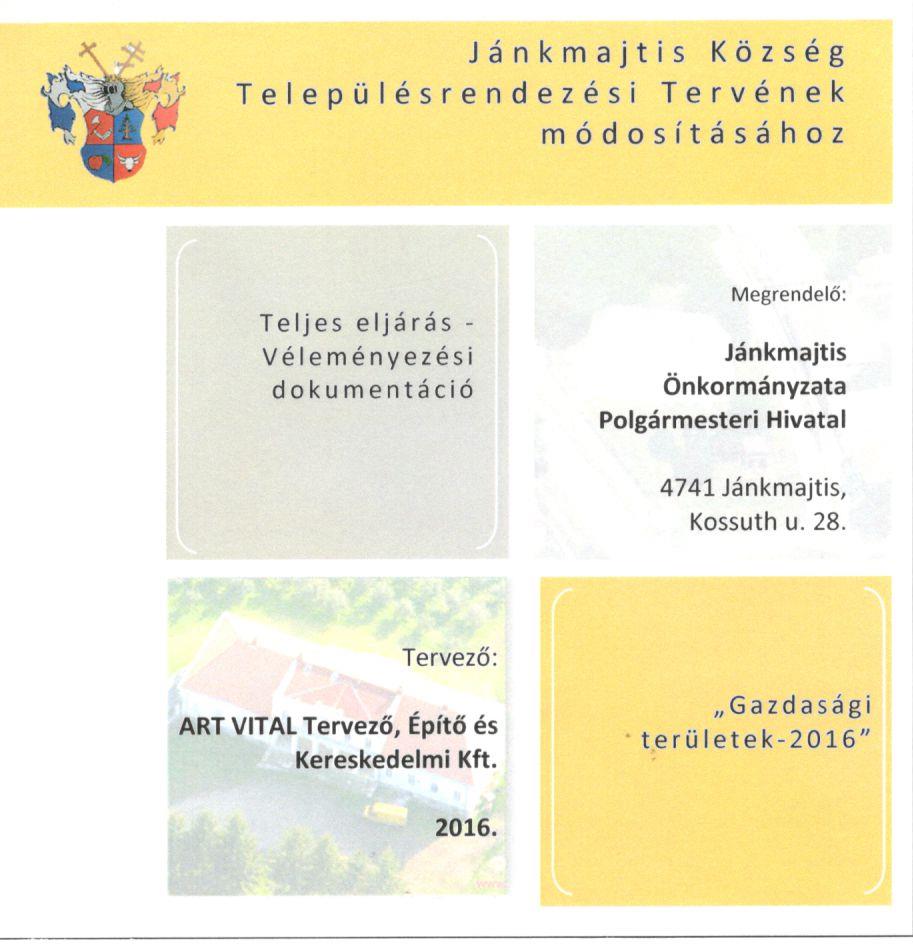 Jánkmajtis Község
Településrendezési Tervének
módosításához
Teljes eljárás -
Véleményezési
dokumentáció
Megrendelő:
Jánkmajtis
Önkormányzata
Polgármesteri Hivatal
4741 Jánkmajtis,
Kossuth u. 28.
Tervező:
ART VITAL Tervező, Építő és
Kereskedelmi Kft.
2016.
www.
„Gazdasági
területek-2016”